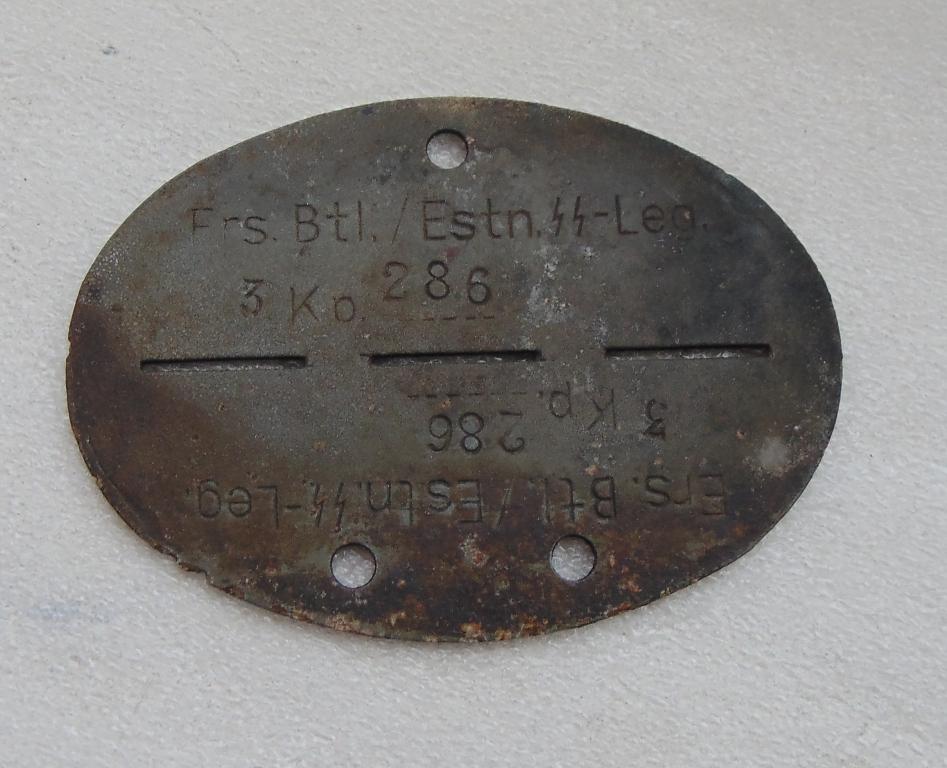 Ers. Btl./Estn.ᛋᛋ-Leg.
3 Kp. 286
3 Kp. 286
Ers. Btl./Estn.ᛋᛋ-Leg.